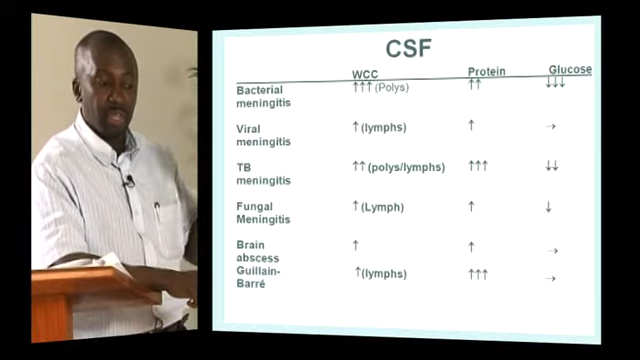 CSF
WCC Protein Glucose
Bacterial ↑↑↑ (Polys) ↑↑ ↓↓↓
meningitis
Viral ↑ (lymphs) ↑ →
meningitis
TB ↑↑ (polys/lymphs) ↑↑↑ ↓↓
meningitis
Fungal ↑ (Lymph) ↑ ↓
Meningitis
Brain ↑ ↑ →
abscess
Guillain- ↑ (lymphs) ↑↑↑ →
Barré